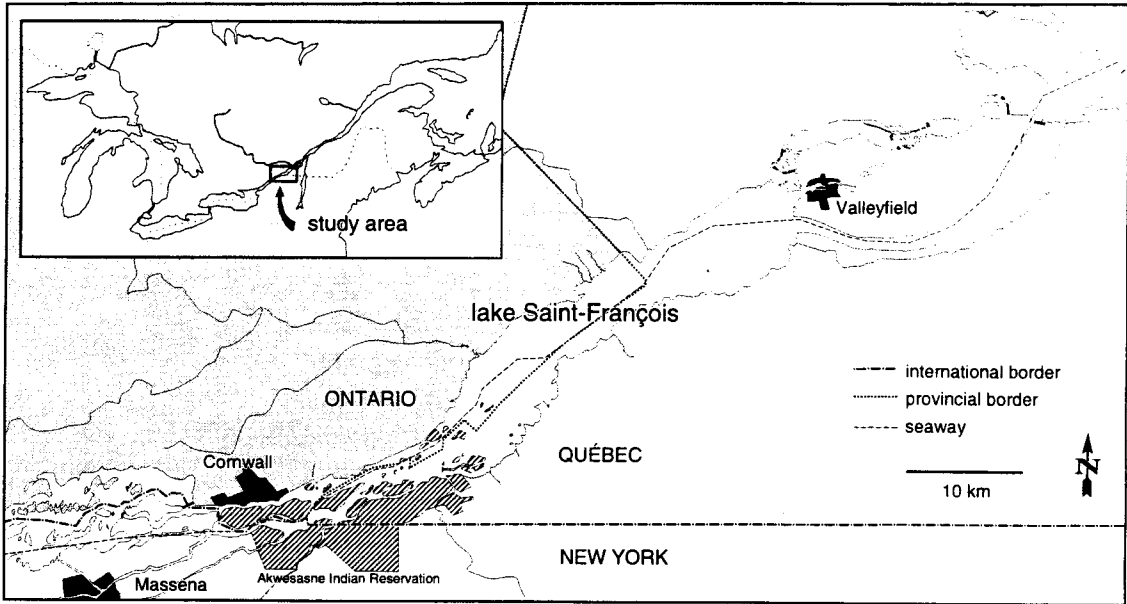 study area
Valleyfield
lake Saint-Françoìs
ONTARIO
international border
provincial border
seaway
Cornwall
QUÉBEC
N
10 km
NEW YORK
Massena
Akwesasne Indian Reservation